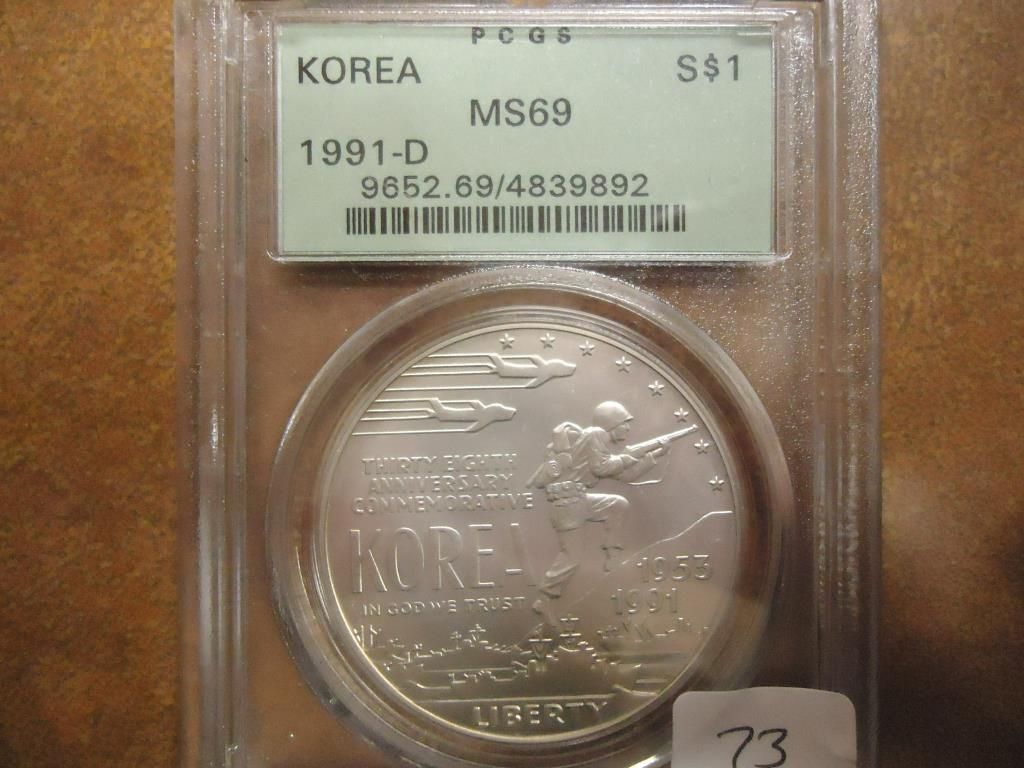 PCGS
KOREA S$1
MS69
1991-D
9652.69/4839892
THIRTY EIGHTH
ANNIVERSARY
COMMEMORATIVE
KOREA
IN GOD WE TRUST
1953
1991
LIBERTY
73